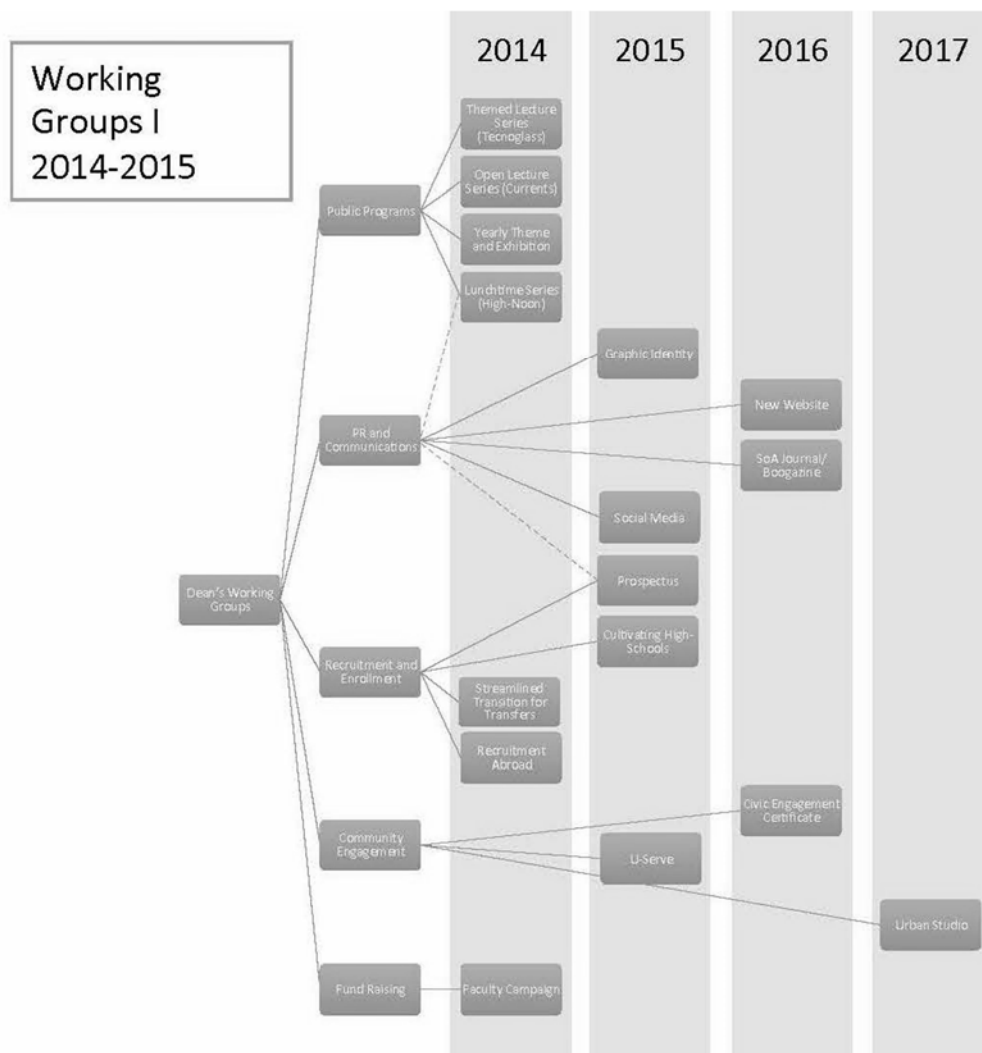 Working
Groups I
2014-2015
2014
2015
2016
2017
Themed Lecture
Series
(Tecnoglass)
Open Lecture
Series (Currents)
Public Programs
Yearly Theme
and Exhibition
Lunchtime Series
(High-Noon)
Graphic Identity
New Website
PR and
Communications
SoA Journal/
Boogazine
Social Media
Dean's Working
Groups
Prospectus
Cultivating High-
Schools
Recruitment and
Enrollment
Streamlined
Transition for
Transfers
Recruitment
Abroad
Civic Engagement
Certificate
Community
Engagement
U-Serve
Urban Studio
Fund Raising
Faculty Campaign